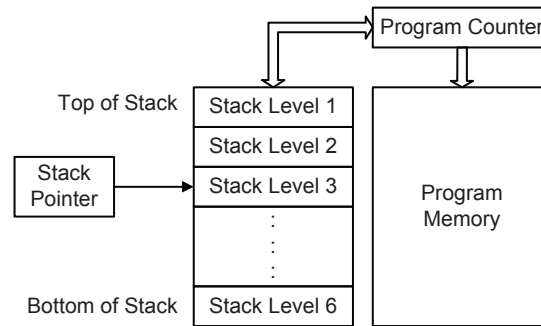 Program Counter
Top of Stack
Stack Level 1
Stack Level 2
Stack
Pointer
Stack Level 3
Program
Memory
Bottom of Stack
Stack Level 6